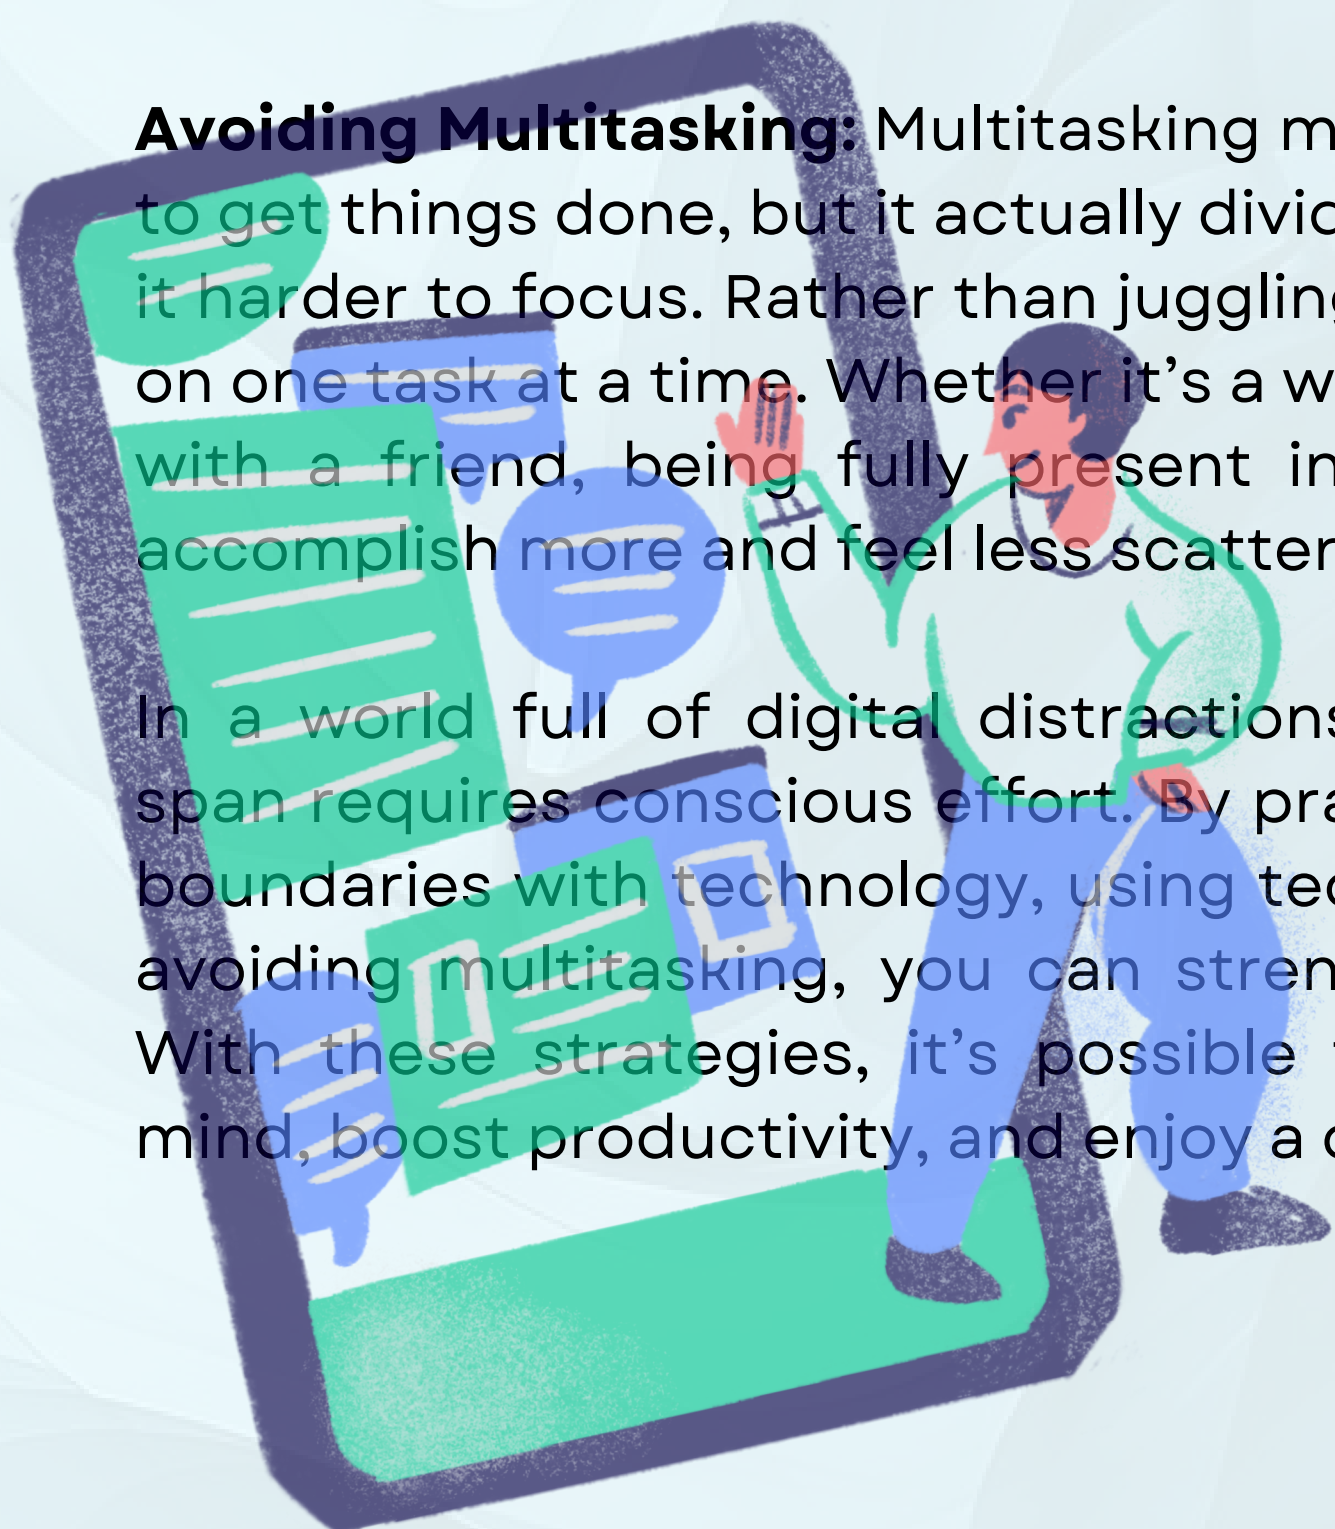 Avoiding Multitasking: Multitasking m
to get things done, but it actually divid
it harder to focus. Rather than juggling
on one task at a time. Whether it’s a w
with a friend, being fully present in
accomplish more and feel less scatter
In a world full of digital distractions
span requires conscious effort. By pra
boundaries with technology, using tec
avoiding multitasking, you can stren
With these strategies, it’s possible
mind, boost productivity, and enjoy a